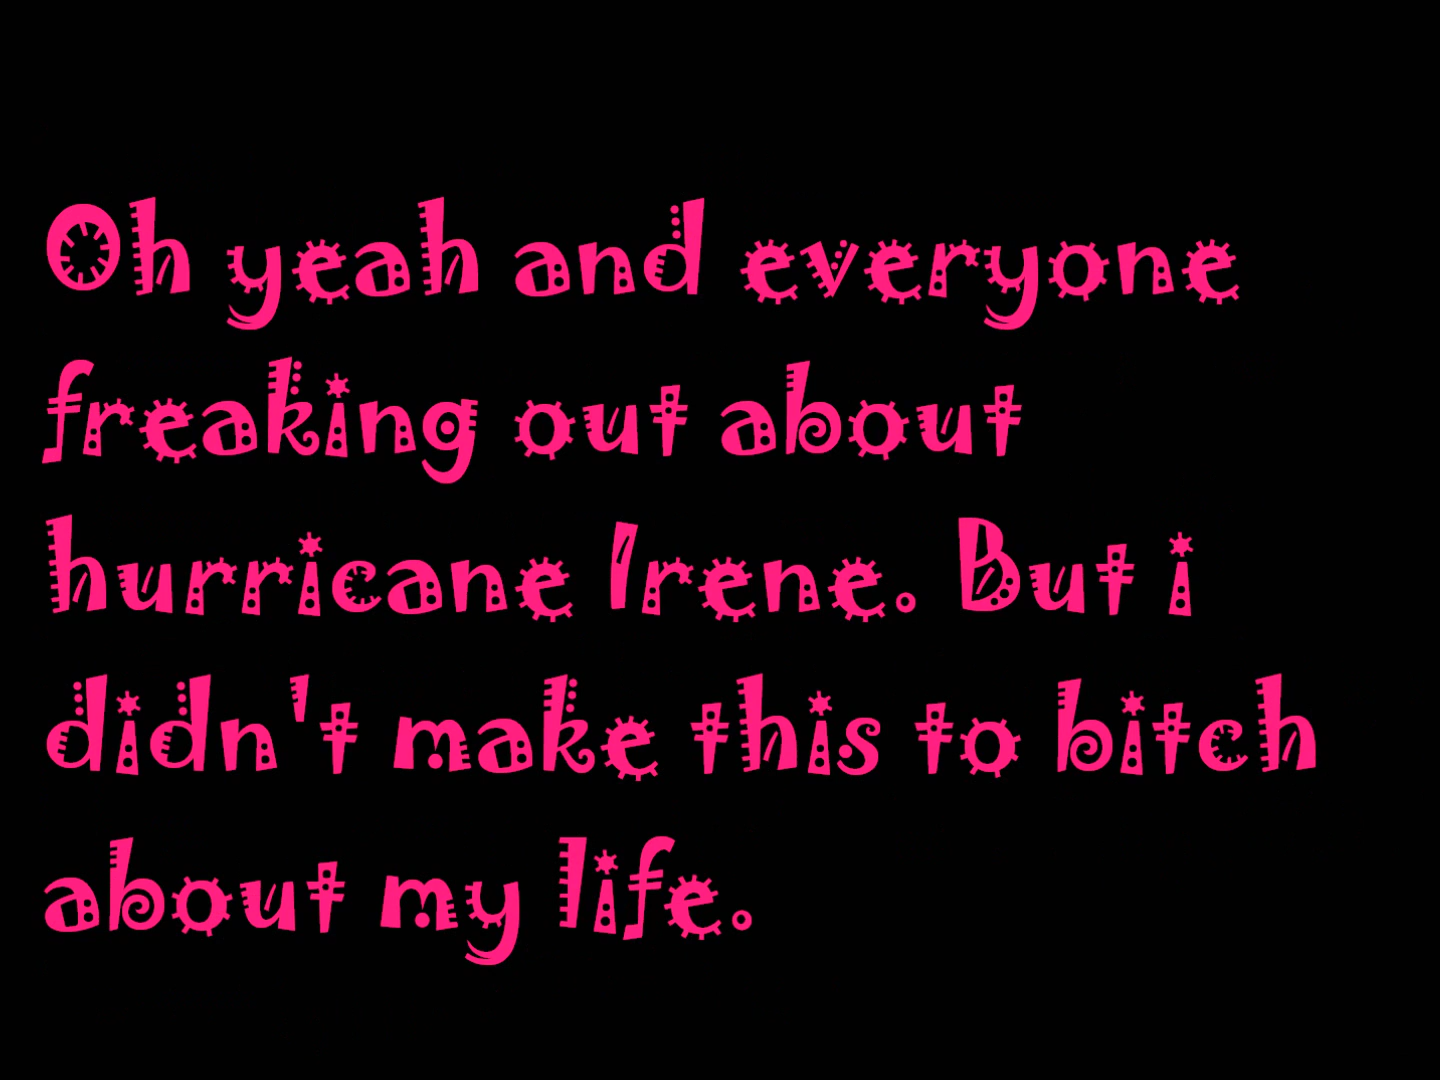 Oh yeah and everyone
freaking out about
hurricane Irene. But i
didn't make this to bitch
about my life.